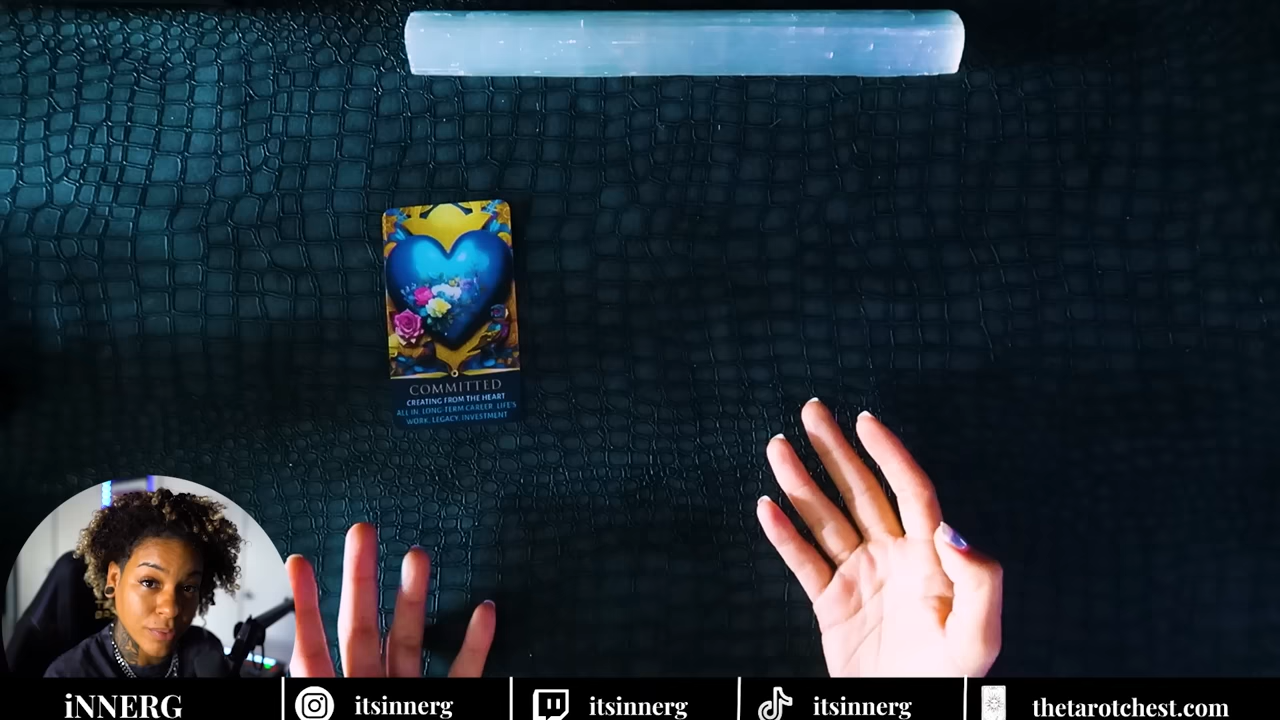 COMMITTED
CREATING FROM THE HEART
ALL IN, LONG-TERM CAREER, LIFE'S
WORK, LEGACY, INVESTMENT
iNNERG
itsinnerg
itsinnerg
itsinnerg
thetarotchest.com